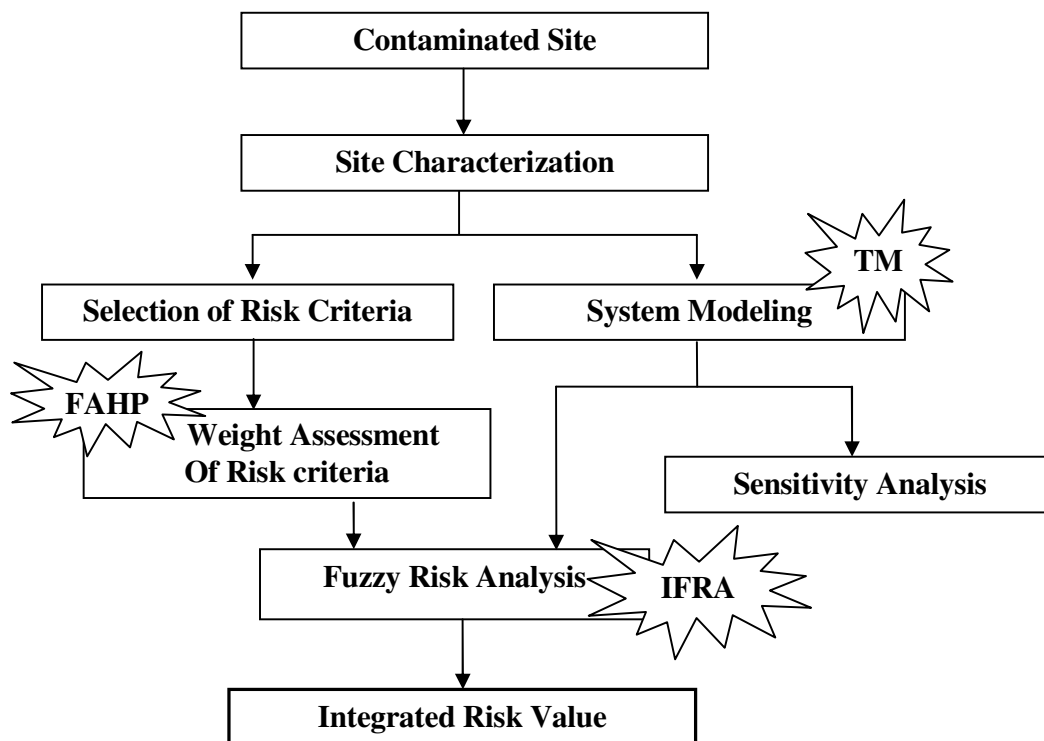 Contaminated Site
Site Characterization
TM
Selection of Risk Criteria
System Modeling
FAHP
Weight Assessment
Of Risk criteria
Sensitivity Analysis
Fuzzy Risk Analysis
IFRA
Integrated Risk Value